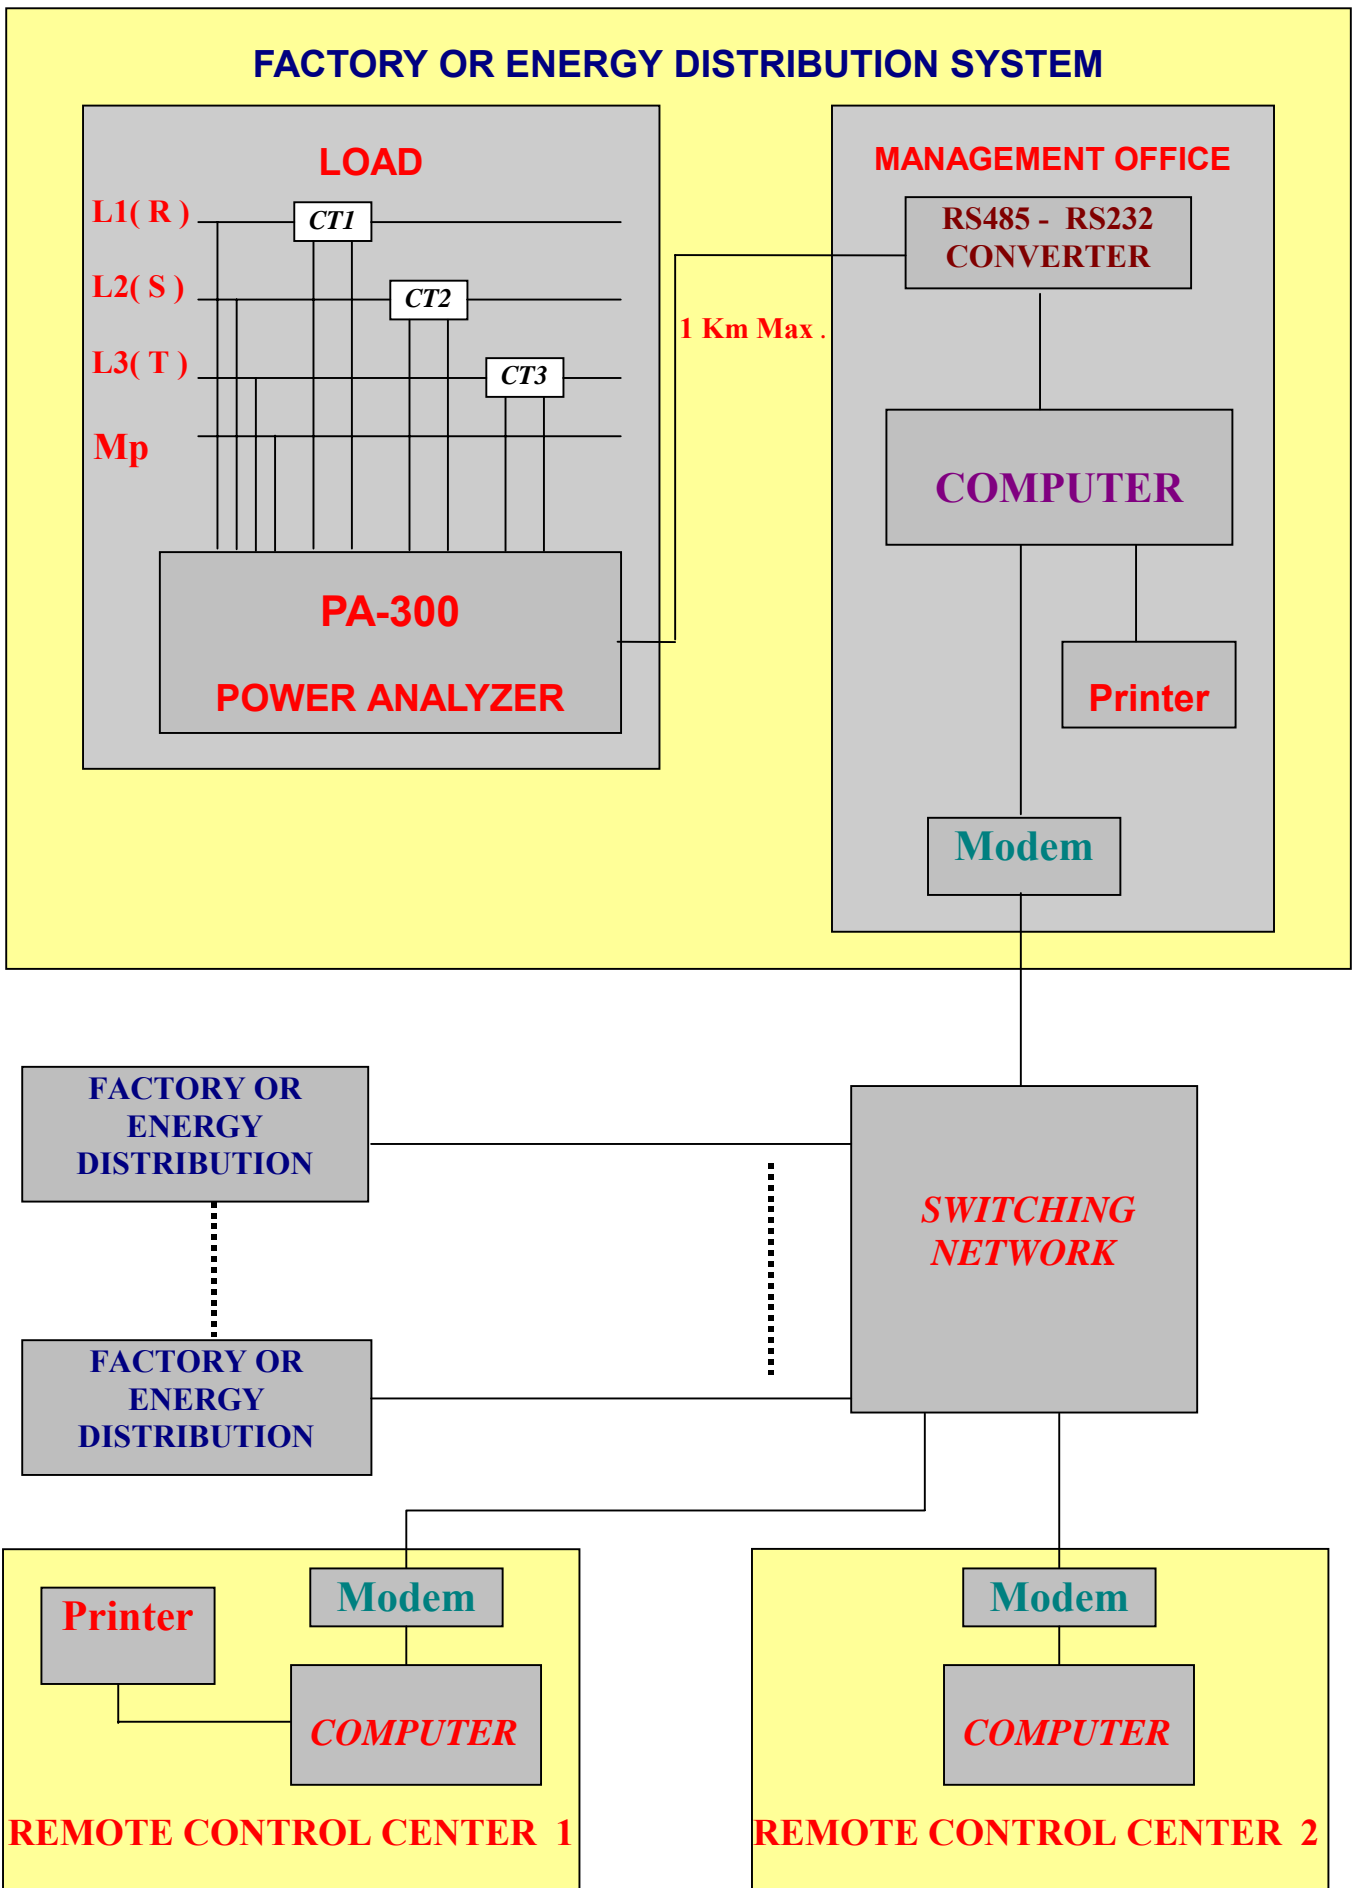 FACTORY OR ENERGY DISTRIBUTION SYSTEM
LOAD
L1( R )
CT1
L2( S )
CT2
L3( T )
CT3
Mp
PA-300
POWER ANALYZER
1 Km Max .
MANAGEMENT OFFICE
RS485 - RS232
CONVERTER
COMPUTER
Printer
Modem
FACTORY OR
ENERGY
DISTRIBUTION
SWITCHING
NETWORK
FACTORY OR
ENERGY
DISTRIBUTION
Printer
Modem
COMPUTER
REMOTE CONTROL CENTER 1
Modem
COMPUTER
REMOTE CONTROL CENTER 2